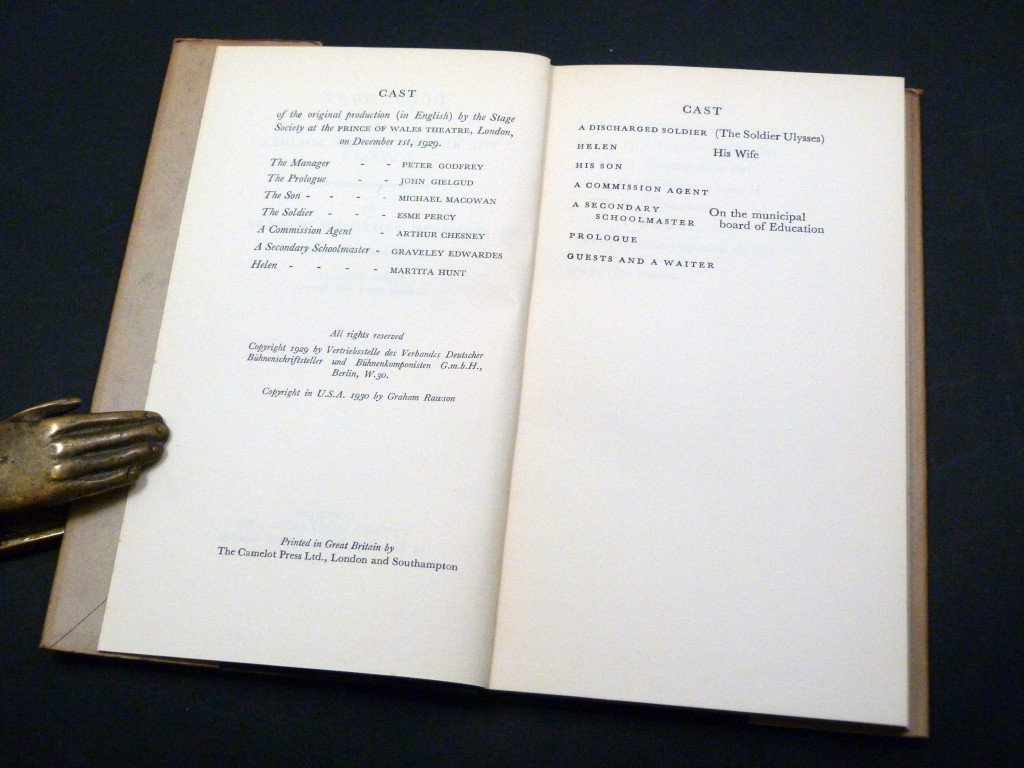 CAST
of the original production (in English) by the Stage
Society at the PRINCE OF WALES THEATRE, London,
on December 1st, 1929.
The Manager - - PETER GODFREY
The Prologue - - JOHN GIELGUD
The Son - - - - MICHAEL MACOWAN
The Soldier - - - ESME PERCY
A Commission Agent - ARTHUR CHESNEY
A Secondary Schoolmaster - GRAVELEY EDWARDES
Helen - - - - MARTITA HUNT
All rights reserved
Copyright 1929 by Vertriebsstelle des Verbandes Deutscher
Bühnenschriftsteller und Bühnenkomponisten G.m.b.H.,
Berlin, W.30.
Copyright in U.S.A. 1930 by Graham Rawson
Printed in Great Britain by
The Camelot Press Ltd., London and Southampton
CAST
A DISCHARGED SOLDIER (The Soldier Ulysses)
HELEN His Wife
HIS SON
A COMMISSION AGENT
A SECONDARY On the municipal
SCHOOLMASTER board of Education
PROLOGUE
GUESTS AND A WAITER